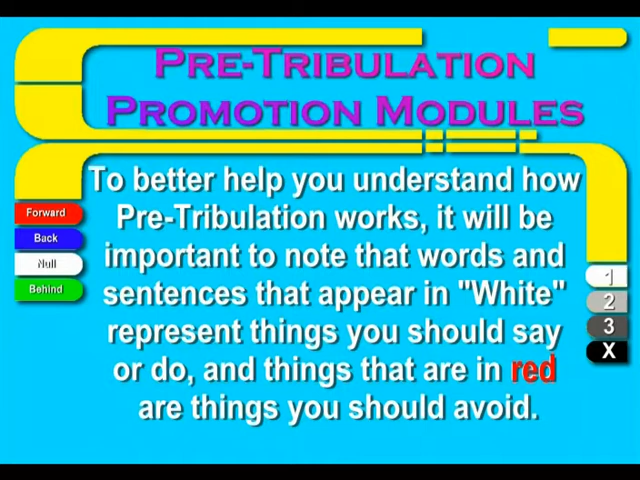 Pre-Tribulation
Promotion Modules
To better help you understand how
Pre-Tribulation works, it will be
important to note that words and
sentences that appear in "White"
represent things you should say
or do, and things that are in red
are things you should avoid.
Forward
Back
Null
Behind
1
2
3
X